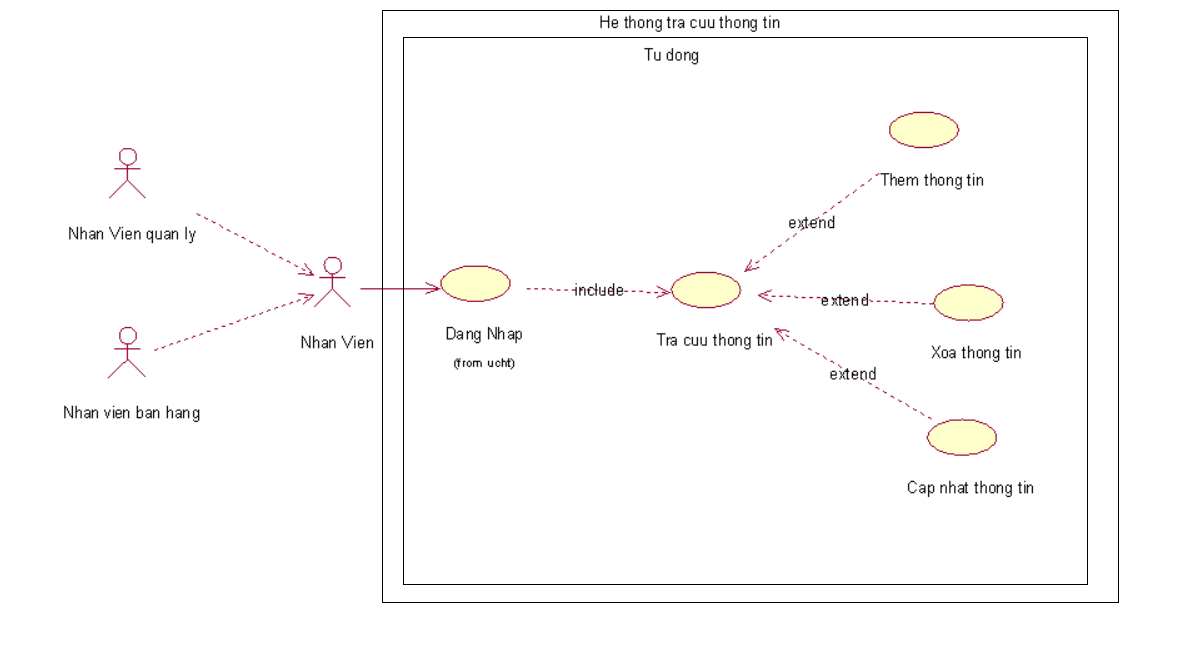 He thong tra cuu thong tin
Tu dong
Them thong tin
extend
Nhan Vien quan ly
include
extend
Dang Nhap
(from ucht)
Nhan Vien
Tra cuu thong tin
Xoa thong tin
extend
Nhan vien ban hang
Cap nhat thong tin